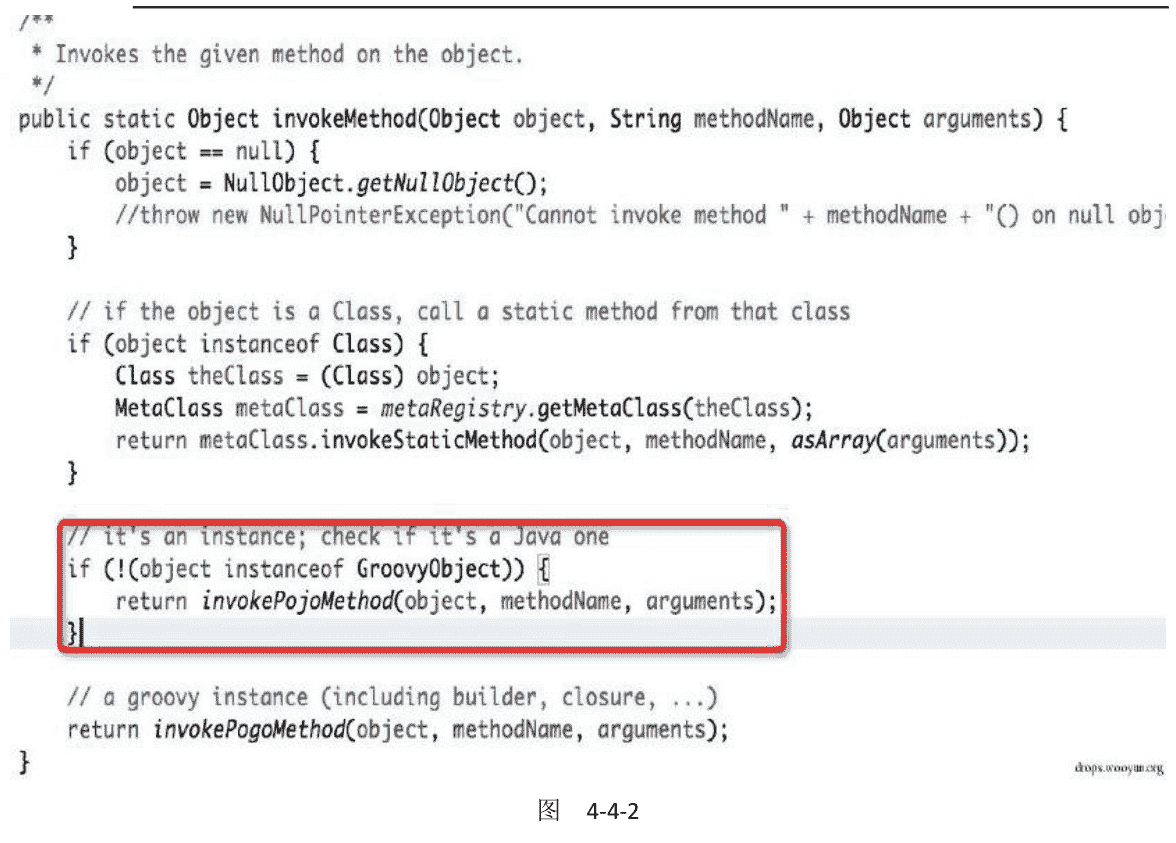 /**
 * Invokes the given method on the object.
 */
public static Object invokeMethod(Object object, String methodName, Object arguments) {
    if (object == null) {
        object = NullObject.getNullObject();
        //throw new NullPointerException("Cannot invoke method " + methodName + "() on null obj
    }

    // if the object is a Class, call a static method from that class
    if (object instanceof Class) {
        Class theClass = (Class) object;
        MetaClass metaClass = metaRegistry.getMetaClass(theClass);
        return metaClass.invokeStaticMethod(object, methodName, asArray(arguments));
    }

    // it's an instance; check if it's a Java one
    if (!(object instanceof GroovyObject)) {
        return invokePojoMethod(object, methodName, arguments);
    }

    // a groovy instance (including builder, closure, ...)
    return invokePogoMethod(object, methodName, arguments);
}
drops.wooyun.org
图 4-4-2